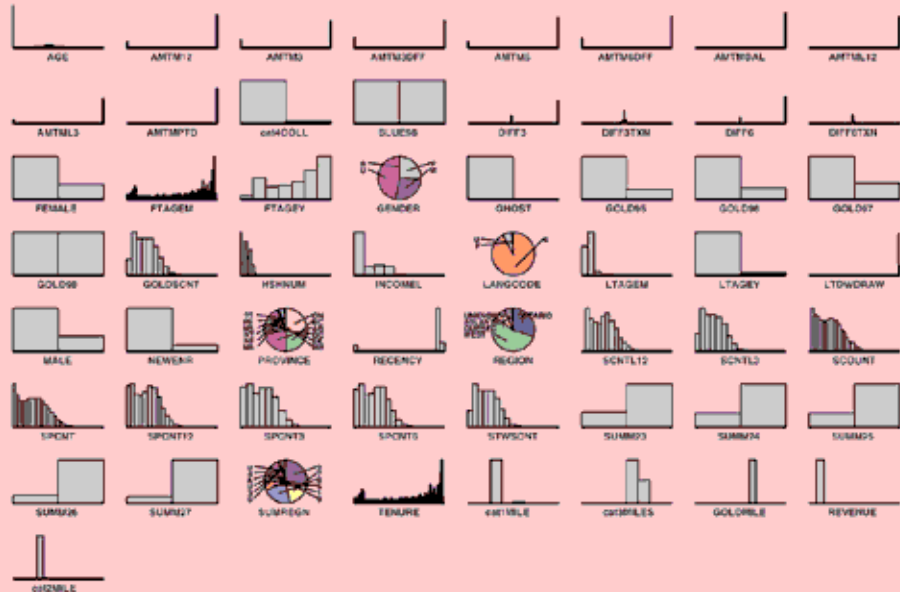 AGE AMTM12 AMTM3 AMTM3DFF AMTM6 AMTM6DFF AMTMBAL AMTML12
AMTML3 AMTMPTD cat4COLL BLUE98 DIFF3 DIFF3TXN DIFF6 DIFF6TXN
FEMALE FTAGEM FTAGEY GENDER GHOST GOLD95 GOLD96 GOLD97
GOLD98 GOLDSCNT HSHNUM INCOMEL LANGCODE LTAGEM LTAGEY LTDWDRAW
MALE NEWENR PROVINCE RECENCY REGION SCNTL12 SCNTL3 SCOUNT
SPCNT SPCNT12 SPCNT3 SPCNT6 STWSCNT SUMM23 SUMM24 SUMM25
SUMM26 SUMM27 SUMREGN TENURE cat1MILE cat3MILES GOLDMILE REVENUE
cat2MILE